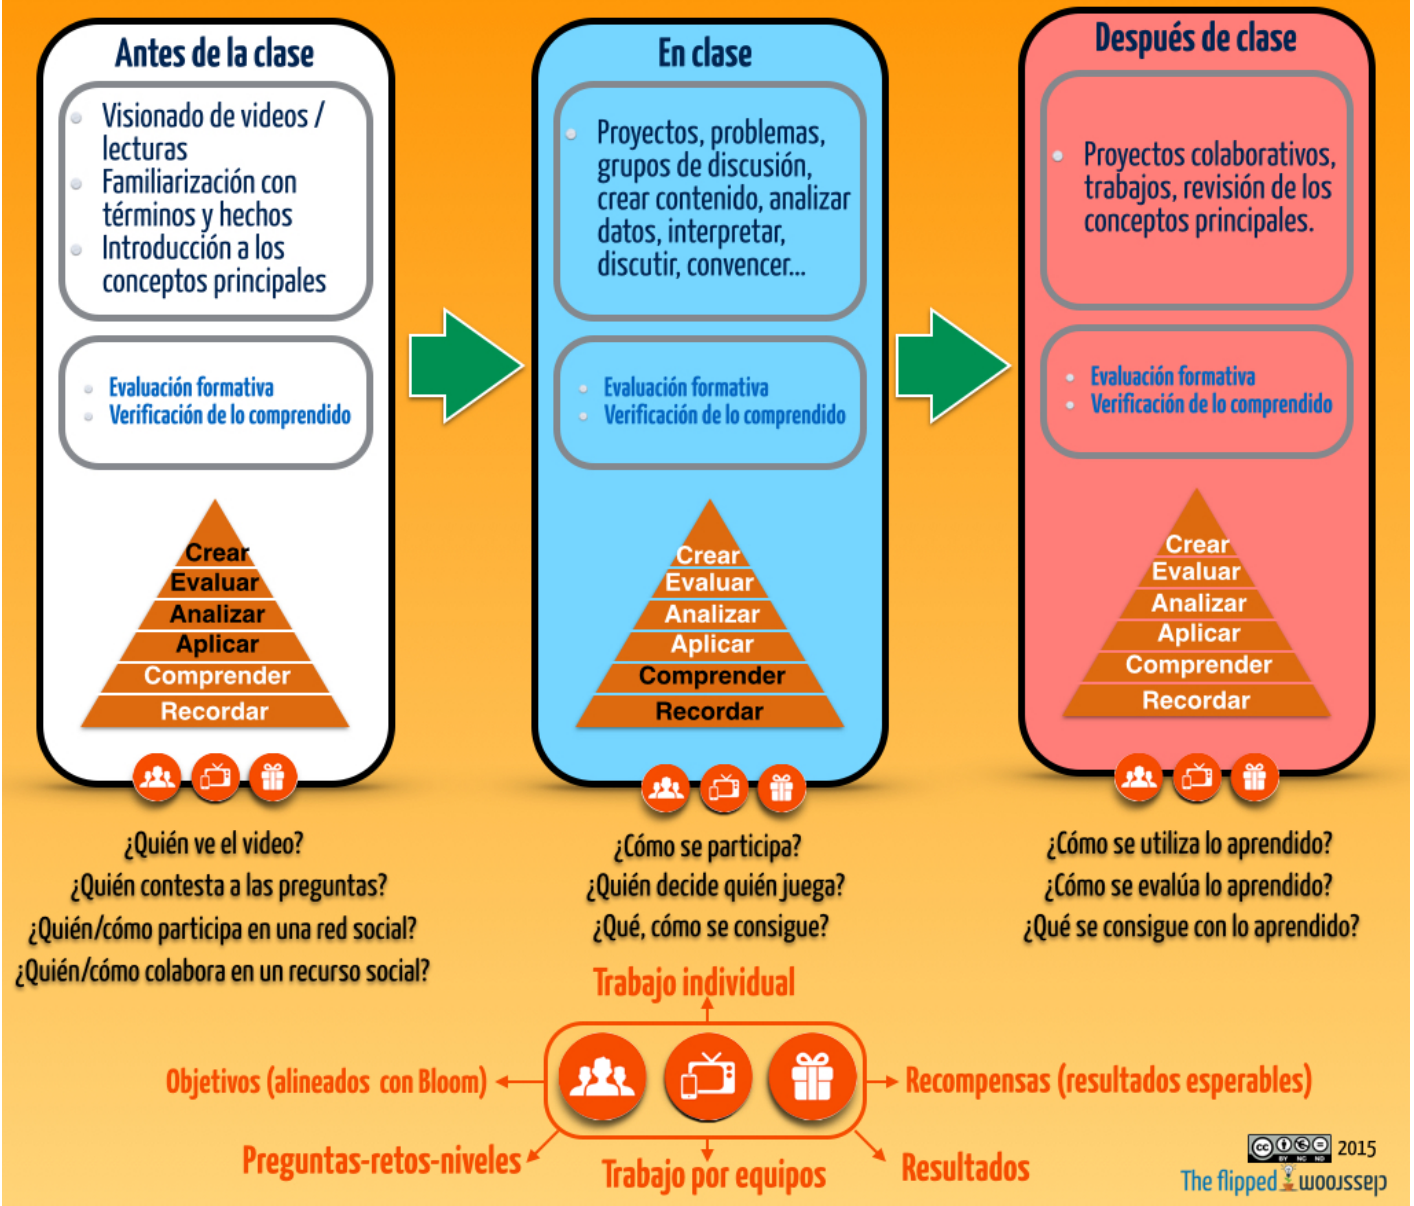 Antes de la clase
Visionado de videos /
lecturas
Familiarización con
términos y hechos
Introducción a los
conceptos principales
Evaluación formativa
Verificación de lo comprendido
Crear
Evaluar
Analizar
Aplicar
Comprender
Recordar
¿Quién ve el video?
¿Quién contesta a las preguntas?
¿Quién/cómo participa en una red social?
¿Quién/cómo colabora en un recurso social?
En clase
Proyectos, problemas,
grupos de discusión,
crear contenido, analizar
datos, interpretar,
discutir, convencer...
Evaluación formativa
Verificación de lo comprendido
Crear
Evaluar
Analizar
Aplicar
Comprender
Recordar
¿Cómo se participa?
¿Quién decide quién juega?
¿Qué, cómo se consigue?
Después de clase
Proyectos colaborativos,
trabajos, revisión de los
conceptos principales.
Evaluación formativa
Verificación de lo comprendido
Crear
Evaluar
Analizar
Aplicar
Comprender
Recordar
¿Cómo se utiliza lo aprendido?
¿Cómo se evalúa lo aprendido?
¿Qué se consigue con lo aprendido?
Trabajo individual
Objetivos (alineados con Bloom)
Recompensas (resultados esperables)
Preguntas-retos-niveles
Trabajo por equipos
Resultados
cc BY NC ND 2015
The flipped classroom